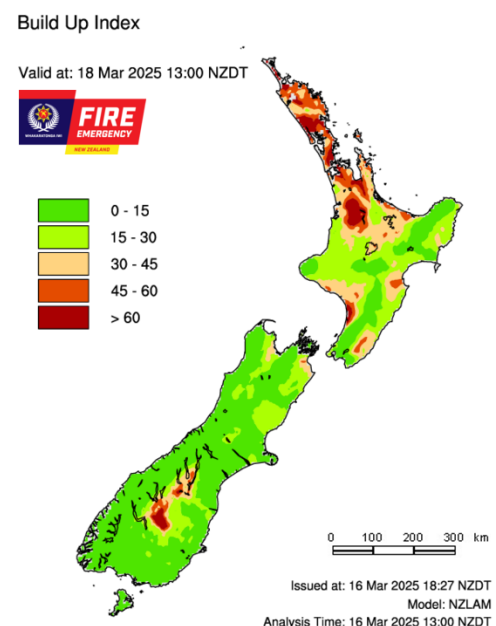 Build Up Index
Valid at: 18 Mar 2025 13:00 NZDT
FIRE
EMERGENCY
NEW ZEALAND
0 - 15
15 - 30
30 - 45
45 - 60
> 60
0 100 200 300 km
Issued at: 16 Mar 2025 18:27 NZDT
Model: NZLAM
Analysis Time: 16 Mar 2025 13:00 NZDT